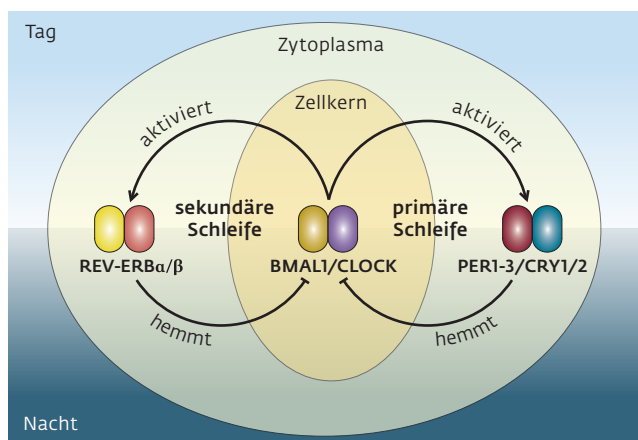 Tag
Zytoplasma
Zellkern
aktiviert
aktiviert
sekundäre
Schleife
primäre
Schleife
REV-ERBα/β
BMAL1/CLOCK
PER1-3/CRY1/2
hemmt
hemmt
Nacht